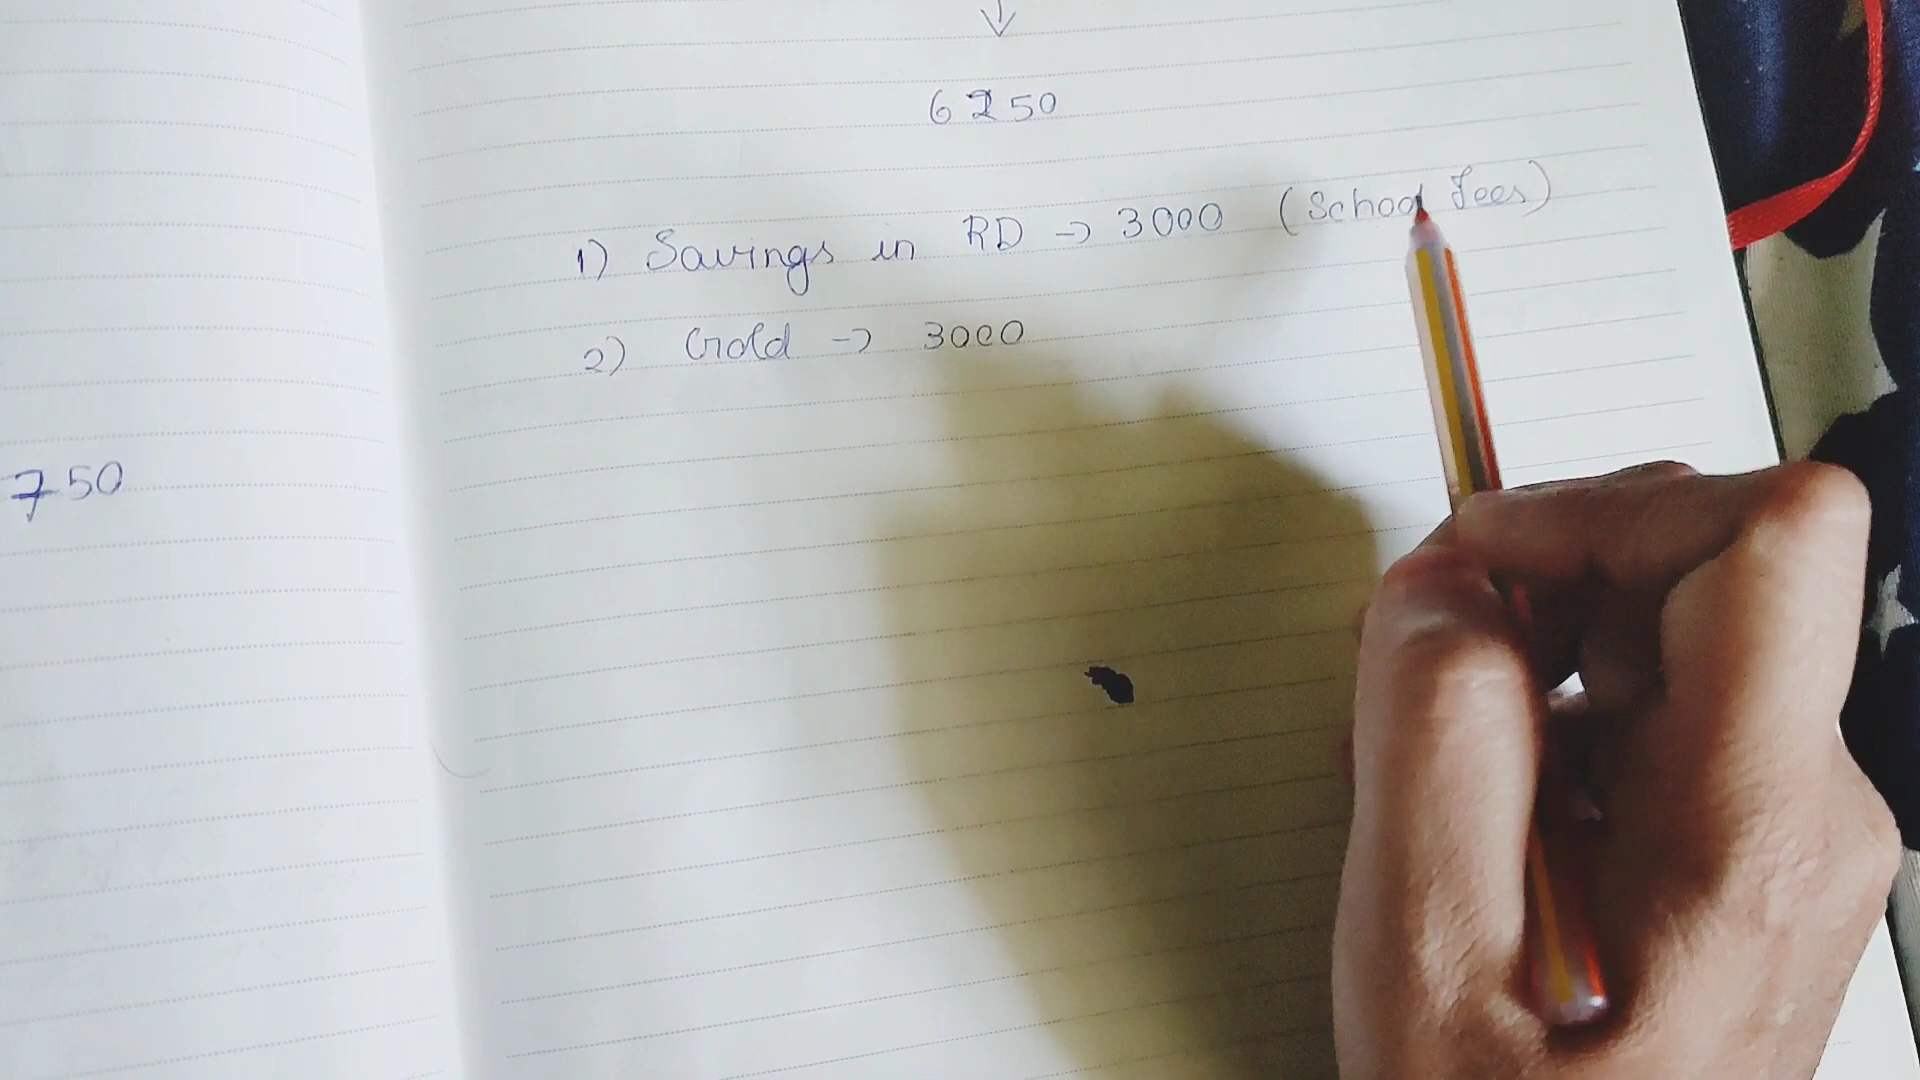 750
6250
1) Savings in RD -> 3000 (School fees)
2) Gold -> 3000